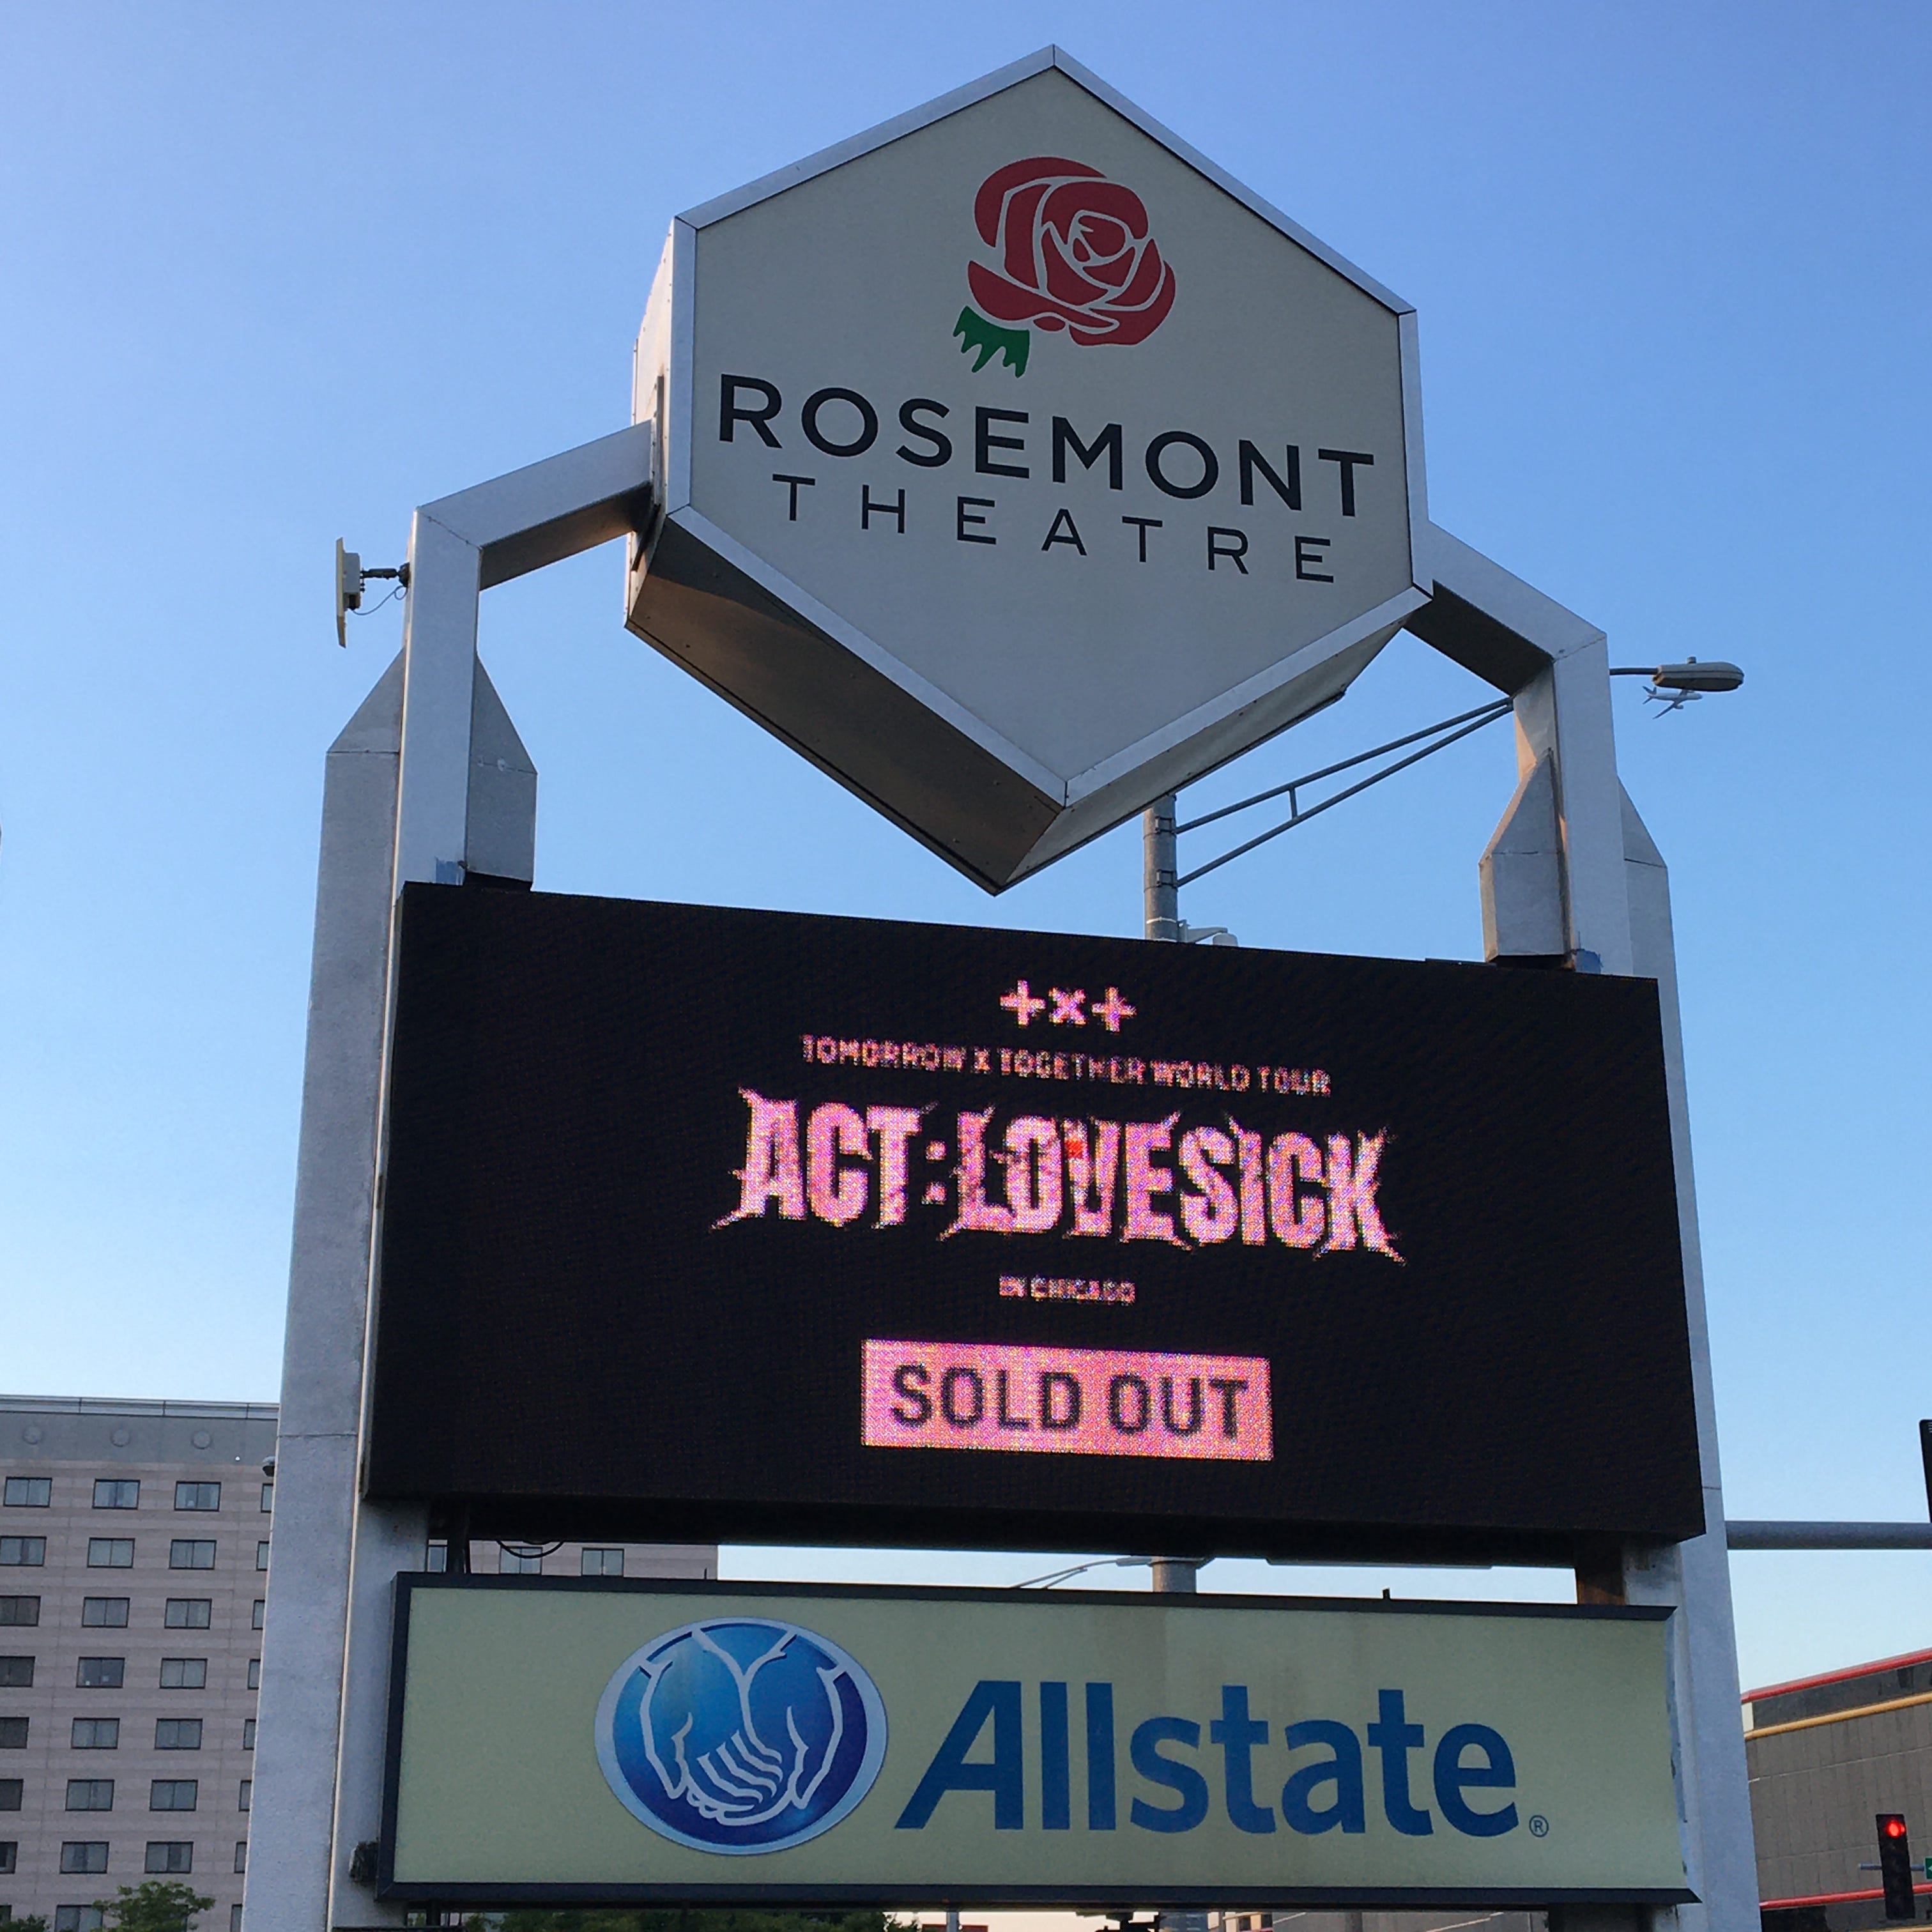 ROSEMONT
THEATRE
+x+
TOMORROW X TOGETHER WORLD TOUR
ACT:LOVESICK
IN CHICAGO
SOLD OUT
Allstate®